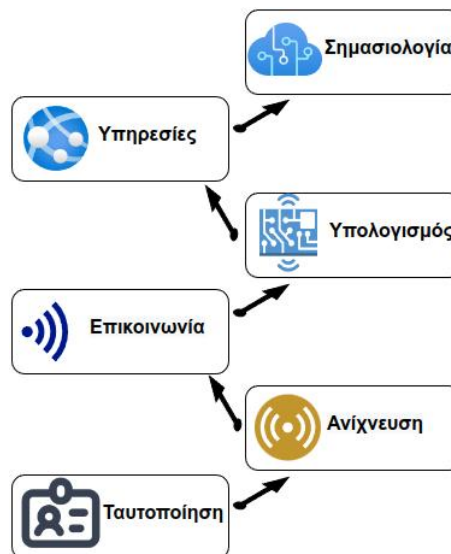 Σημασιολογία
Υπηρεσίες
Υπολογισμός
Επικοινωνία
Ανίχνευση
Ταυτοποίηση